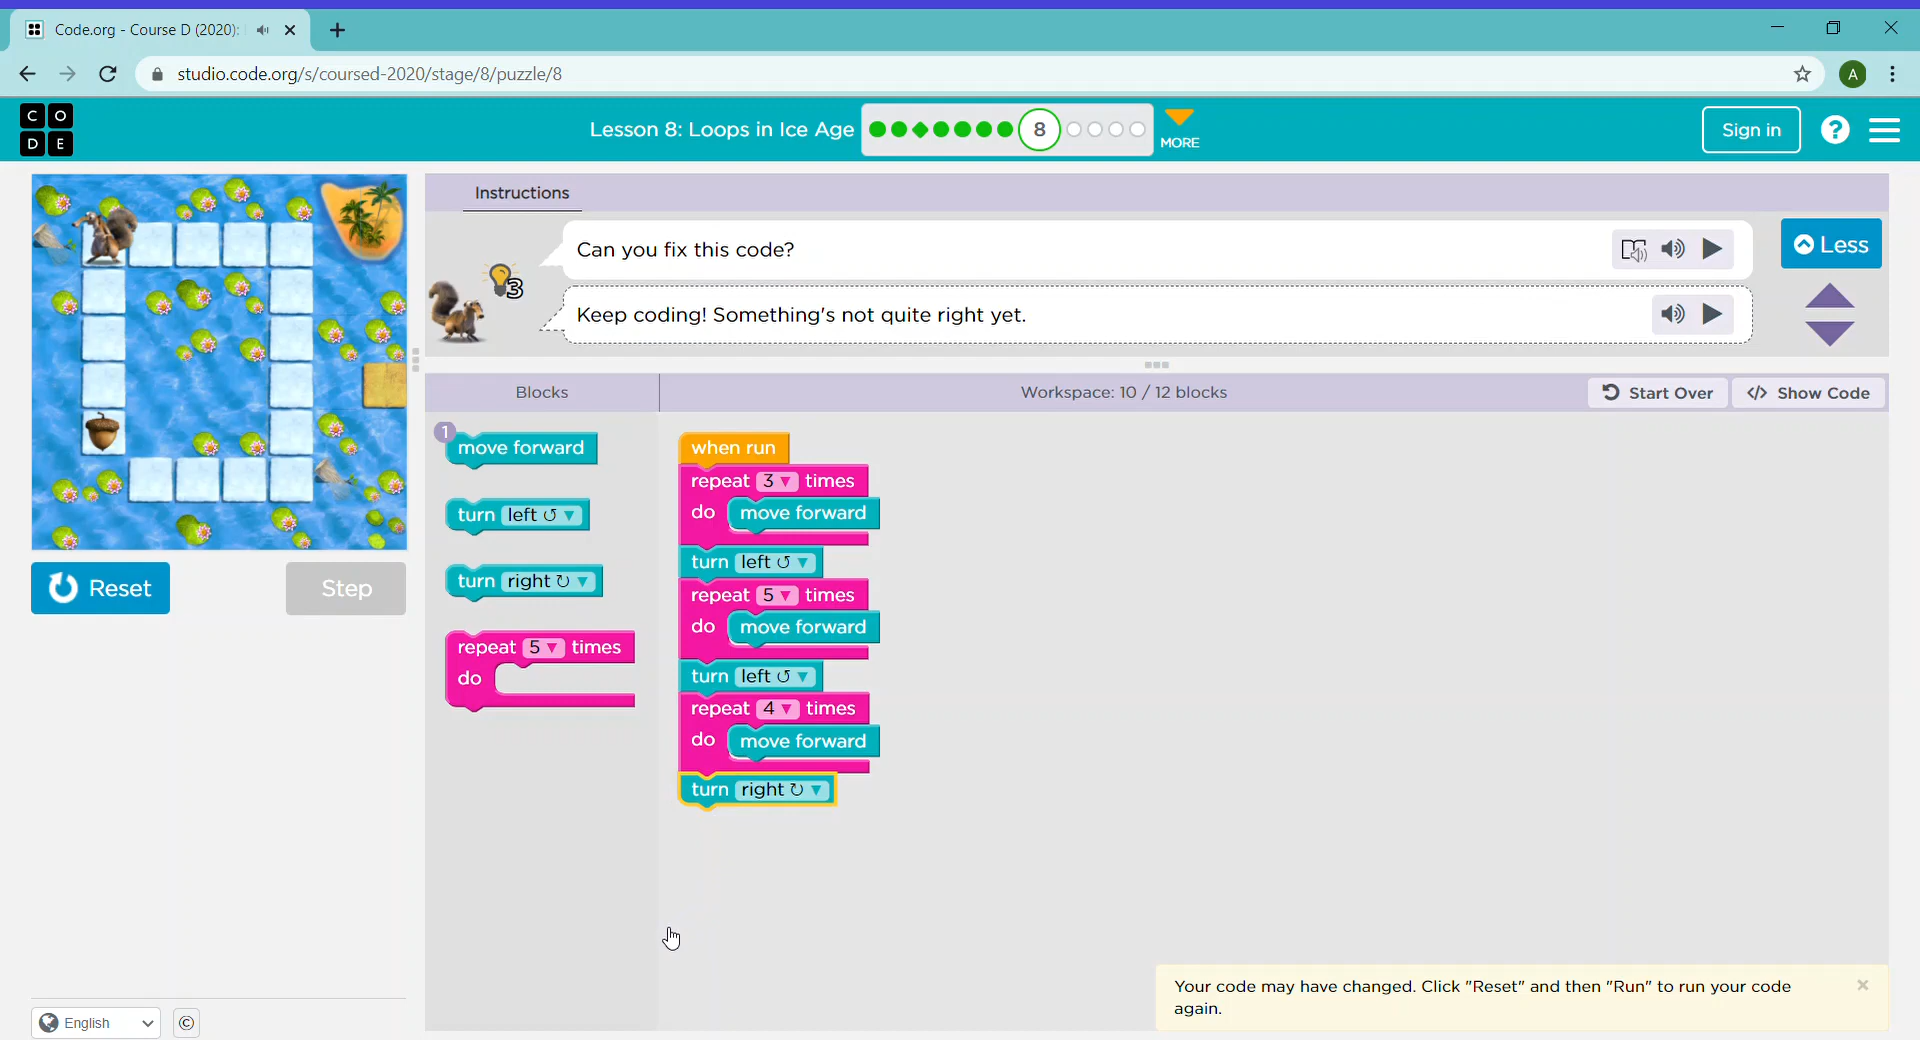 Code.org - Course D (2020):
studio.code.org/s/coursed-2020/stage/8/puzzle/8
A
C O
D E
Lesson 8: Loops in Ice Age
8
MORE
Sign in
?
Instructions
Can you fix this code?
Less
3
Keep coding! Something's not quite right yet.
Blocks
Workspace: 10 / 12 blocks
Start Over
</> Show Code
1
move forward
turn left ↺ ▼
turn right ↻ ▼
repeat 5 ▼ times
do
when run
repeat 3 ▼ times
do move forward
turn left ↺ ▼
repeat 5 ▼ times
do move forward
turn left ↺ ▼
repeat 4 ▼ times
do move forward
turn right ↻ ▼
Reset
Step
Your code may have changed. Click "Reset" and then "Run" to run your code
again.
English
©